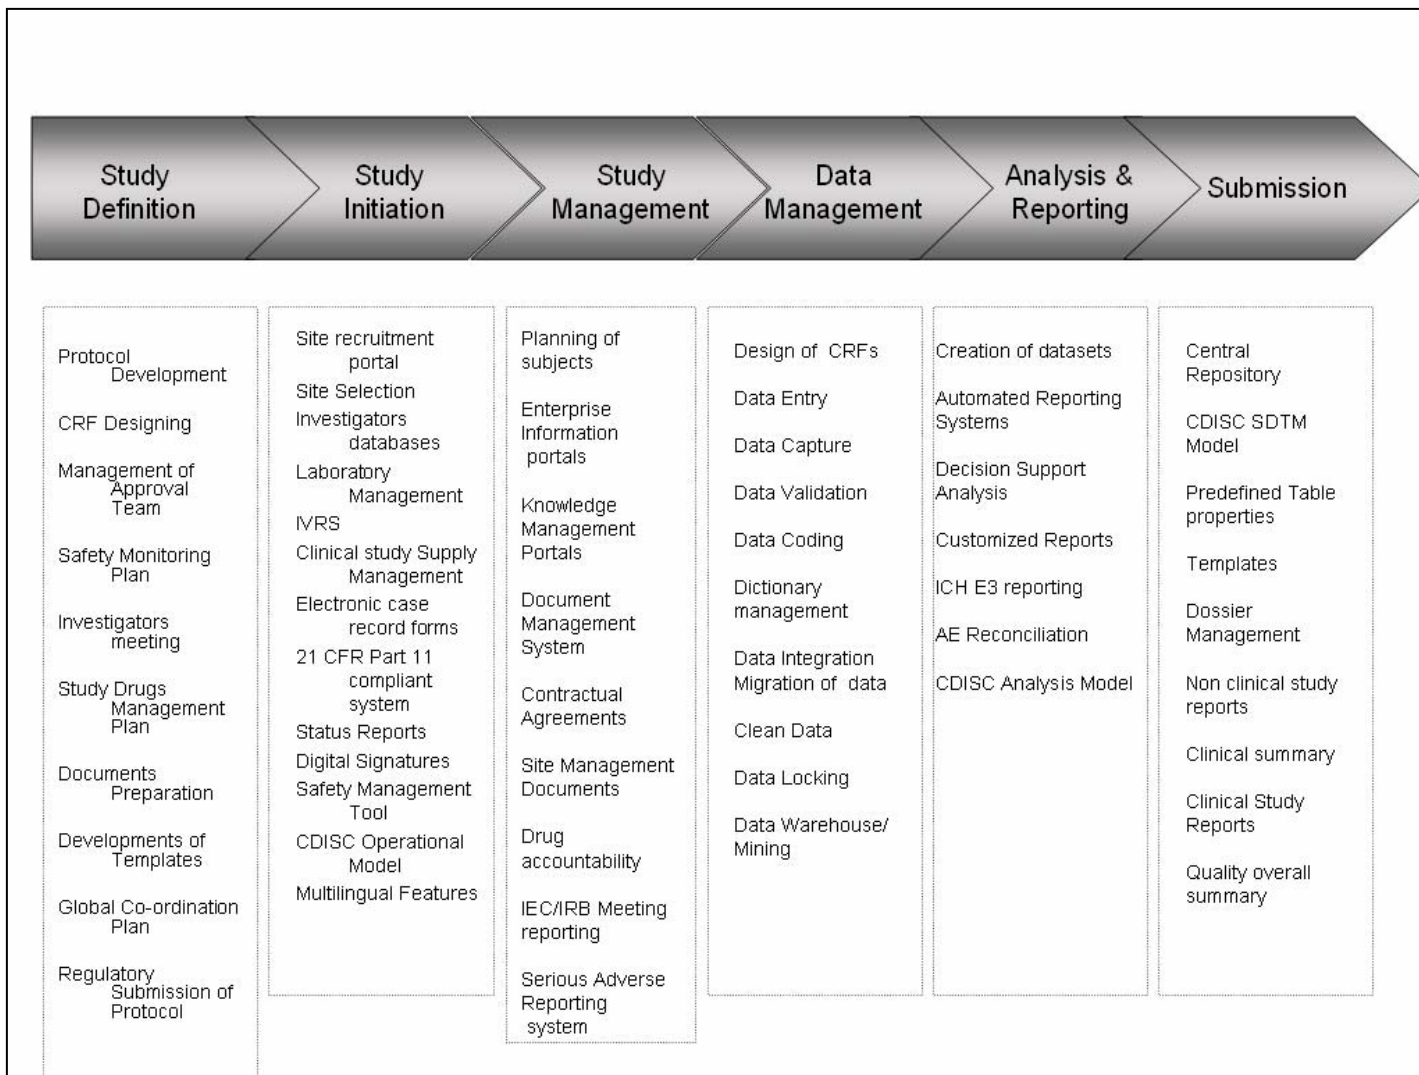 Study
Definition
Study
Initiation
Study
Management
Data
Management
Analysis &
Reporting
Submission
Protocol
Development
CRF Designing
Management of
Approval
Team
Safety Monitoring
Plan
Investigators
meeting
Study Drugs
Management
Plan
Documents
Preparation
Developments of
Templates
Global Co-ordination
Plan
Regulatory
Submission of
Protocol
Site recruitment
portal
Site Selection
Investigators
databases
Laboratory
Management
IVRS
Clinical study Supply
Management
Electronic case
record forms
21 CFR Part 11
compliant
system
Status Reports
Digital Signatures
Safety Management
Tool
CDISC Operational
Model
Multilingual Features
Planning of
subjects
Enterprise
Information
portals
Knowledge
Management
Portals
Document
Management
System
Contractual
Agreements
Site Management
Documents
Drug
accountability
IEC/IRB Meeting
reporting
Serious Adverse
Reporting
system
Design of CRFs
Data Entry
Data Capture
Data Validation
Data Coding
Dictionary
management
Data Integration
Migration of data
Clean Data
Data Locking
Data Warehouse/
Mining
Creation of datasets
Automated Reporting
Systems
Decision Support
Analysis
Customized Reports
ICH E3 reporting
AE Reconciliation
CDISC Analysis Model
Central
Repository
CDISC SDTM
Model
Predefined Table
properties
Templates
Dossier
Management
Non clinical study
reports
Clinical summary
Clinical Study
Reports
Quality overall
summary